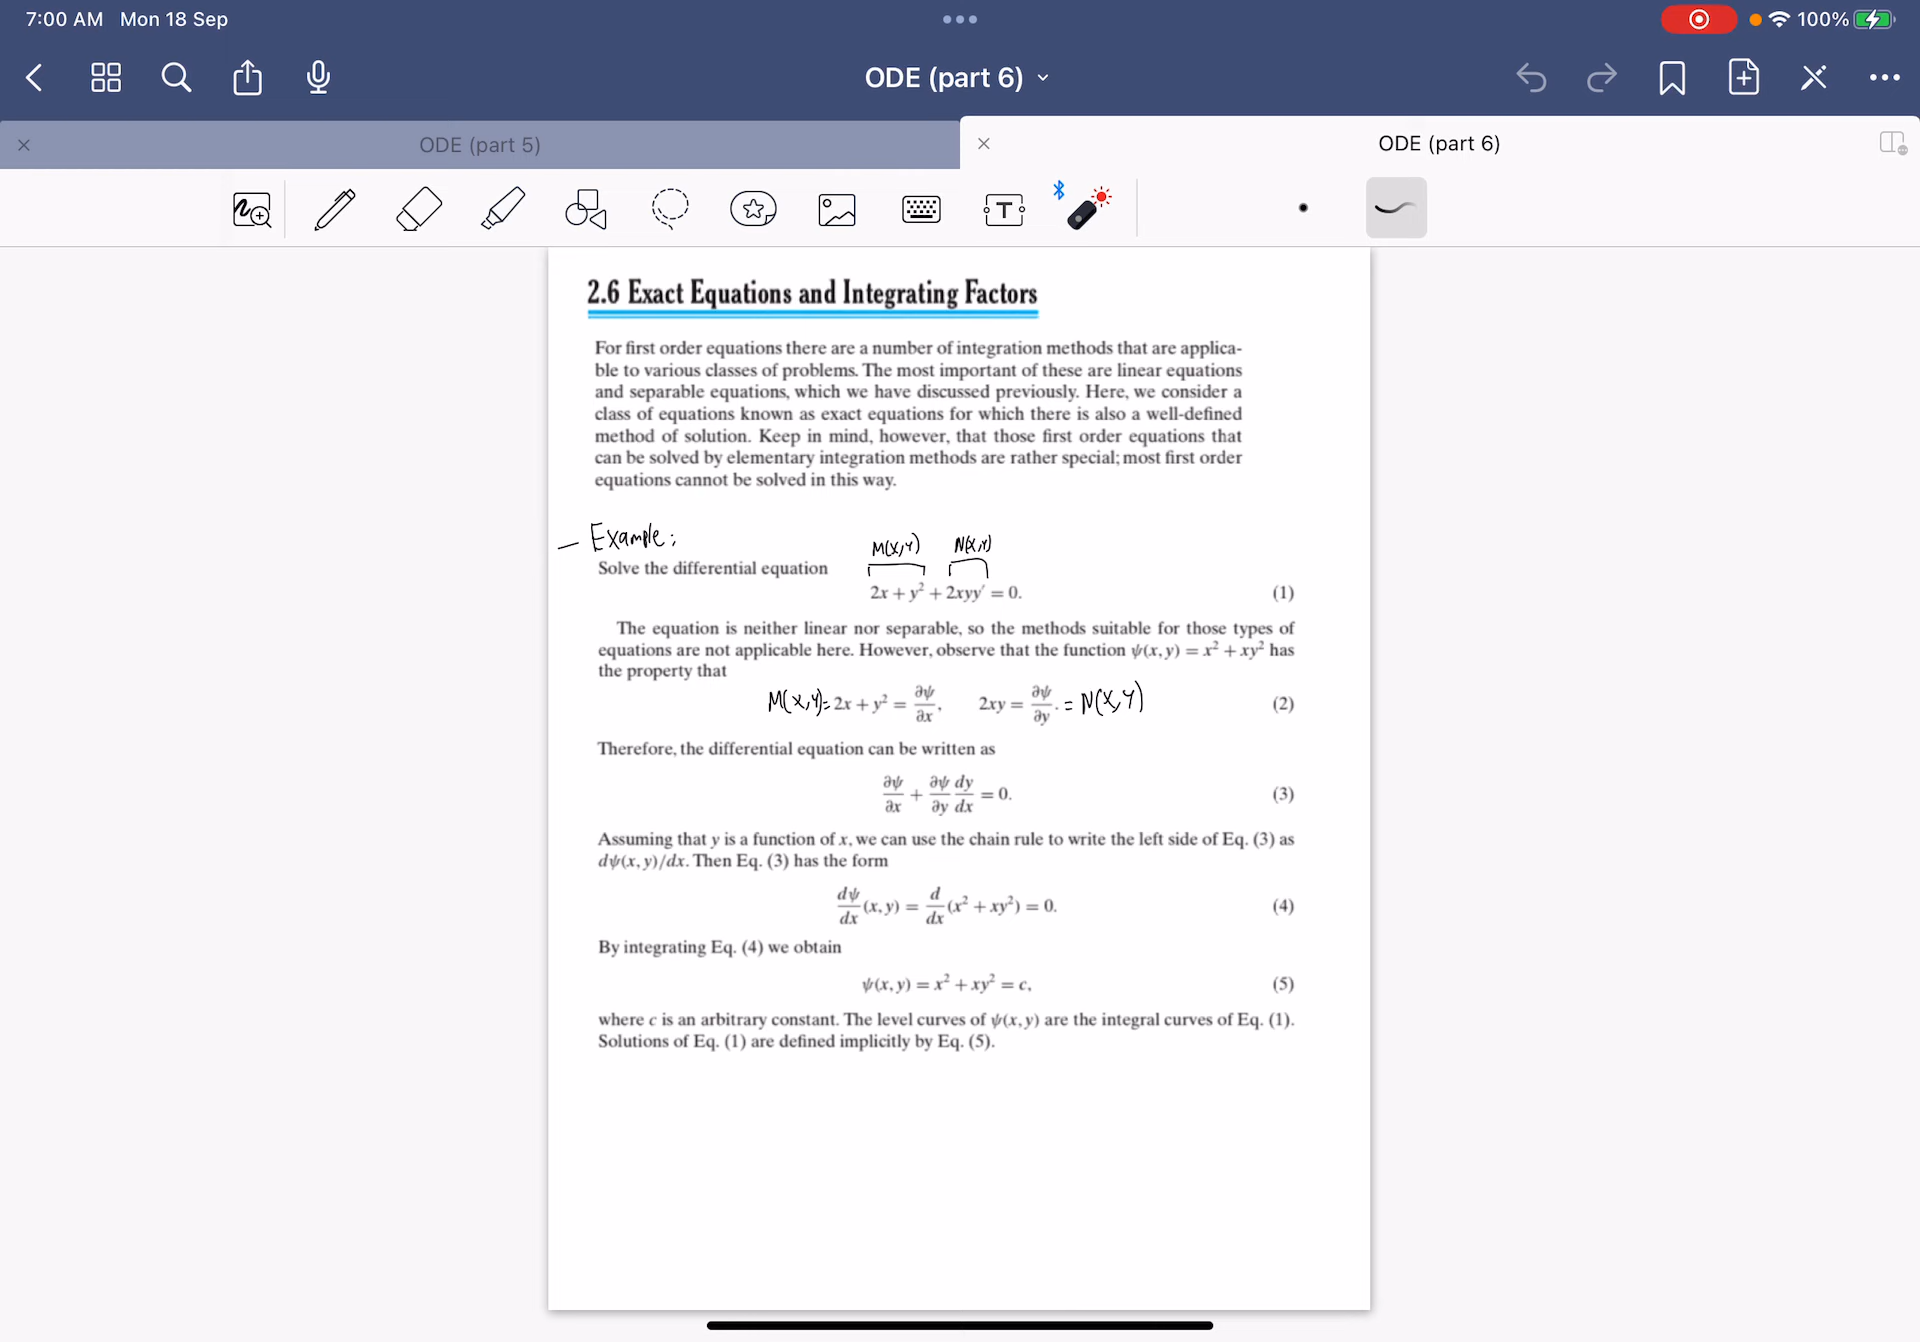 7:00 AM Mon 18 Sep
100%
ODE (part 6)
ODE (part 5)
ODE (part 6)
2.6 Exact Equations and Integrating Factors
For first order equations there are a number of integration methods that are applica-
ble to various classes of problems. The most important of these are linear equations
and separable equations, which we have discussed previously. Here, we consider a
class of equations known as exact equations for which there is also a well-defined
method of solution. Keep in mind, however, that those first order equations that
can be solved by elementary integration methods are rather special; most first order
equations cannot be solved in this way.
– Example:
M(x,y) N(x,y)
Solve the differential equation
2x + y² + 2xyy′ = 0. (1)
The equation is neither linear nor separable, so the methods suitable for those types of
equations are not applicable here. However, observe that the function ψ(x, y) = x² + xy² has
the property that
M(x,y) = 2x + y² = ∂ψ/∂x, 2xy = ∂ψ/∂y. = N(x,y) (2)
Therefore, the differential equation can be written as
∂ψ/∂x + ∂ψ/∂y dy/dx = 0. (3)
Assuming that y is a function of x, we can use the chain rule to write the left side of Eq. (3) as
dψ(x, y)/dx. Then Eq. (3) has the form
dψ/dx (x, y) = d/dx (x² + xy²) = 0. (4)
By integrating Eq. (4) we obtain
ψ(x, y) = x² + xy² = c, (5)
where c is an arbitrary constant. The level curves of ψ(x, y) are the integral curves of Eq. (1).
Solutions of Eq. (1) are defined implicitly by Eq. (5).